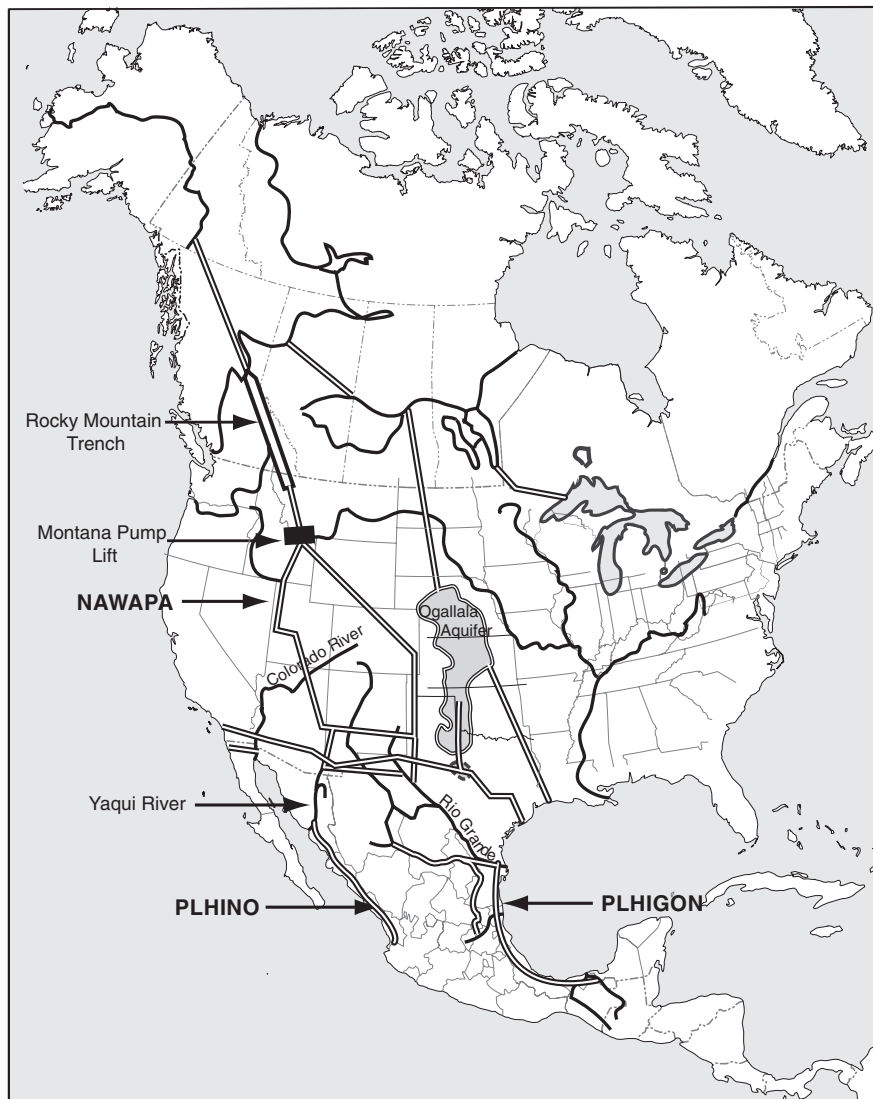 Rocky Mountain
Trench
Montana Pump
Lift
NAWAPA
Ogallala
Aquifer
Colorado River
Yaqui River
Rio Grande
PLHINO
PLHIGON